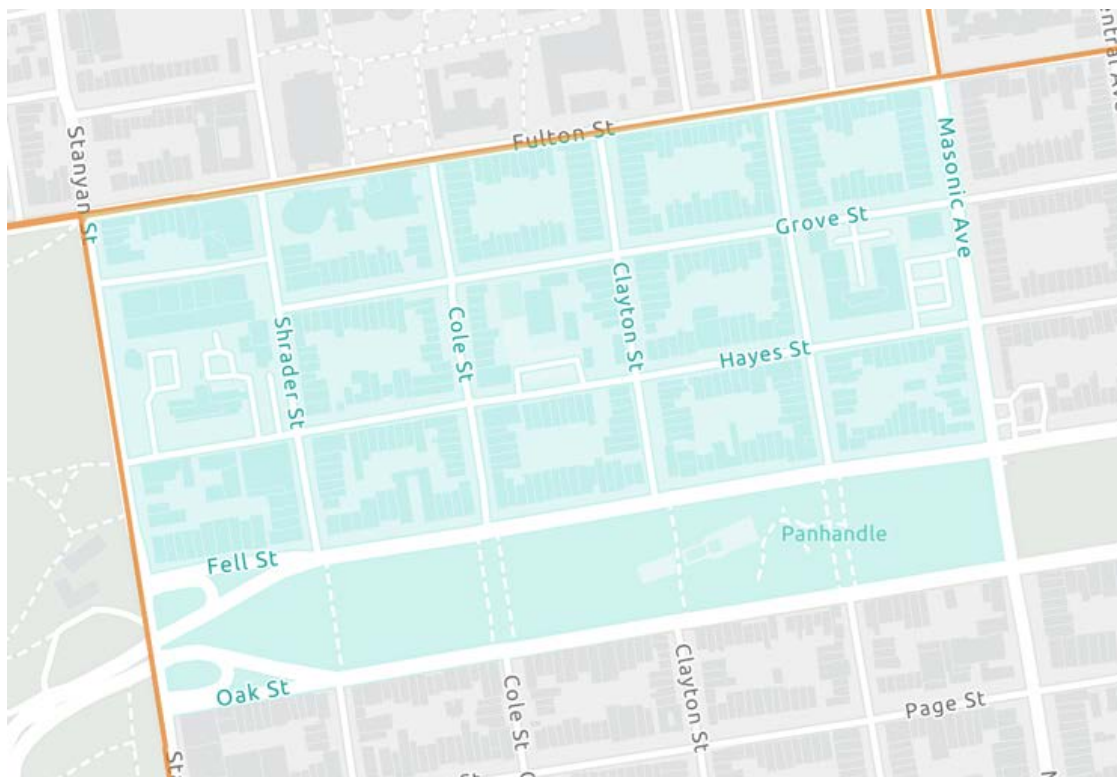 Stanyan St
Fulton St
Masonic Ave
Grove St
Shrader St
Cole St
Clayton St
Hayes St
Fell St
Panhandle
Oak St
Cole St
Clayton St
Page St